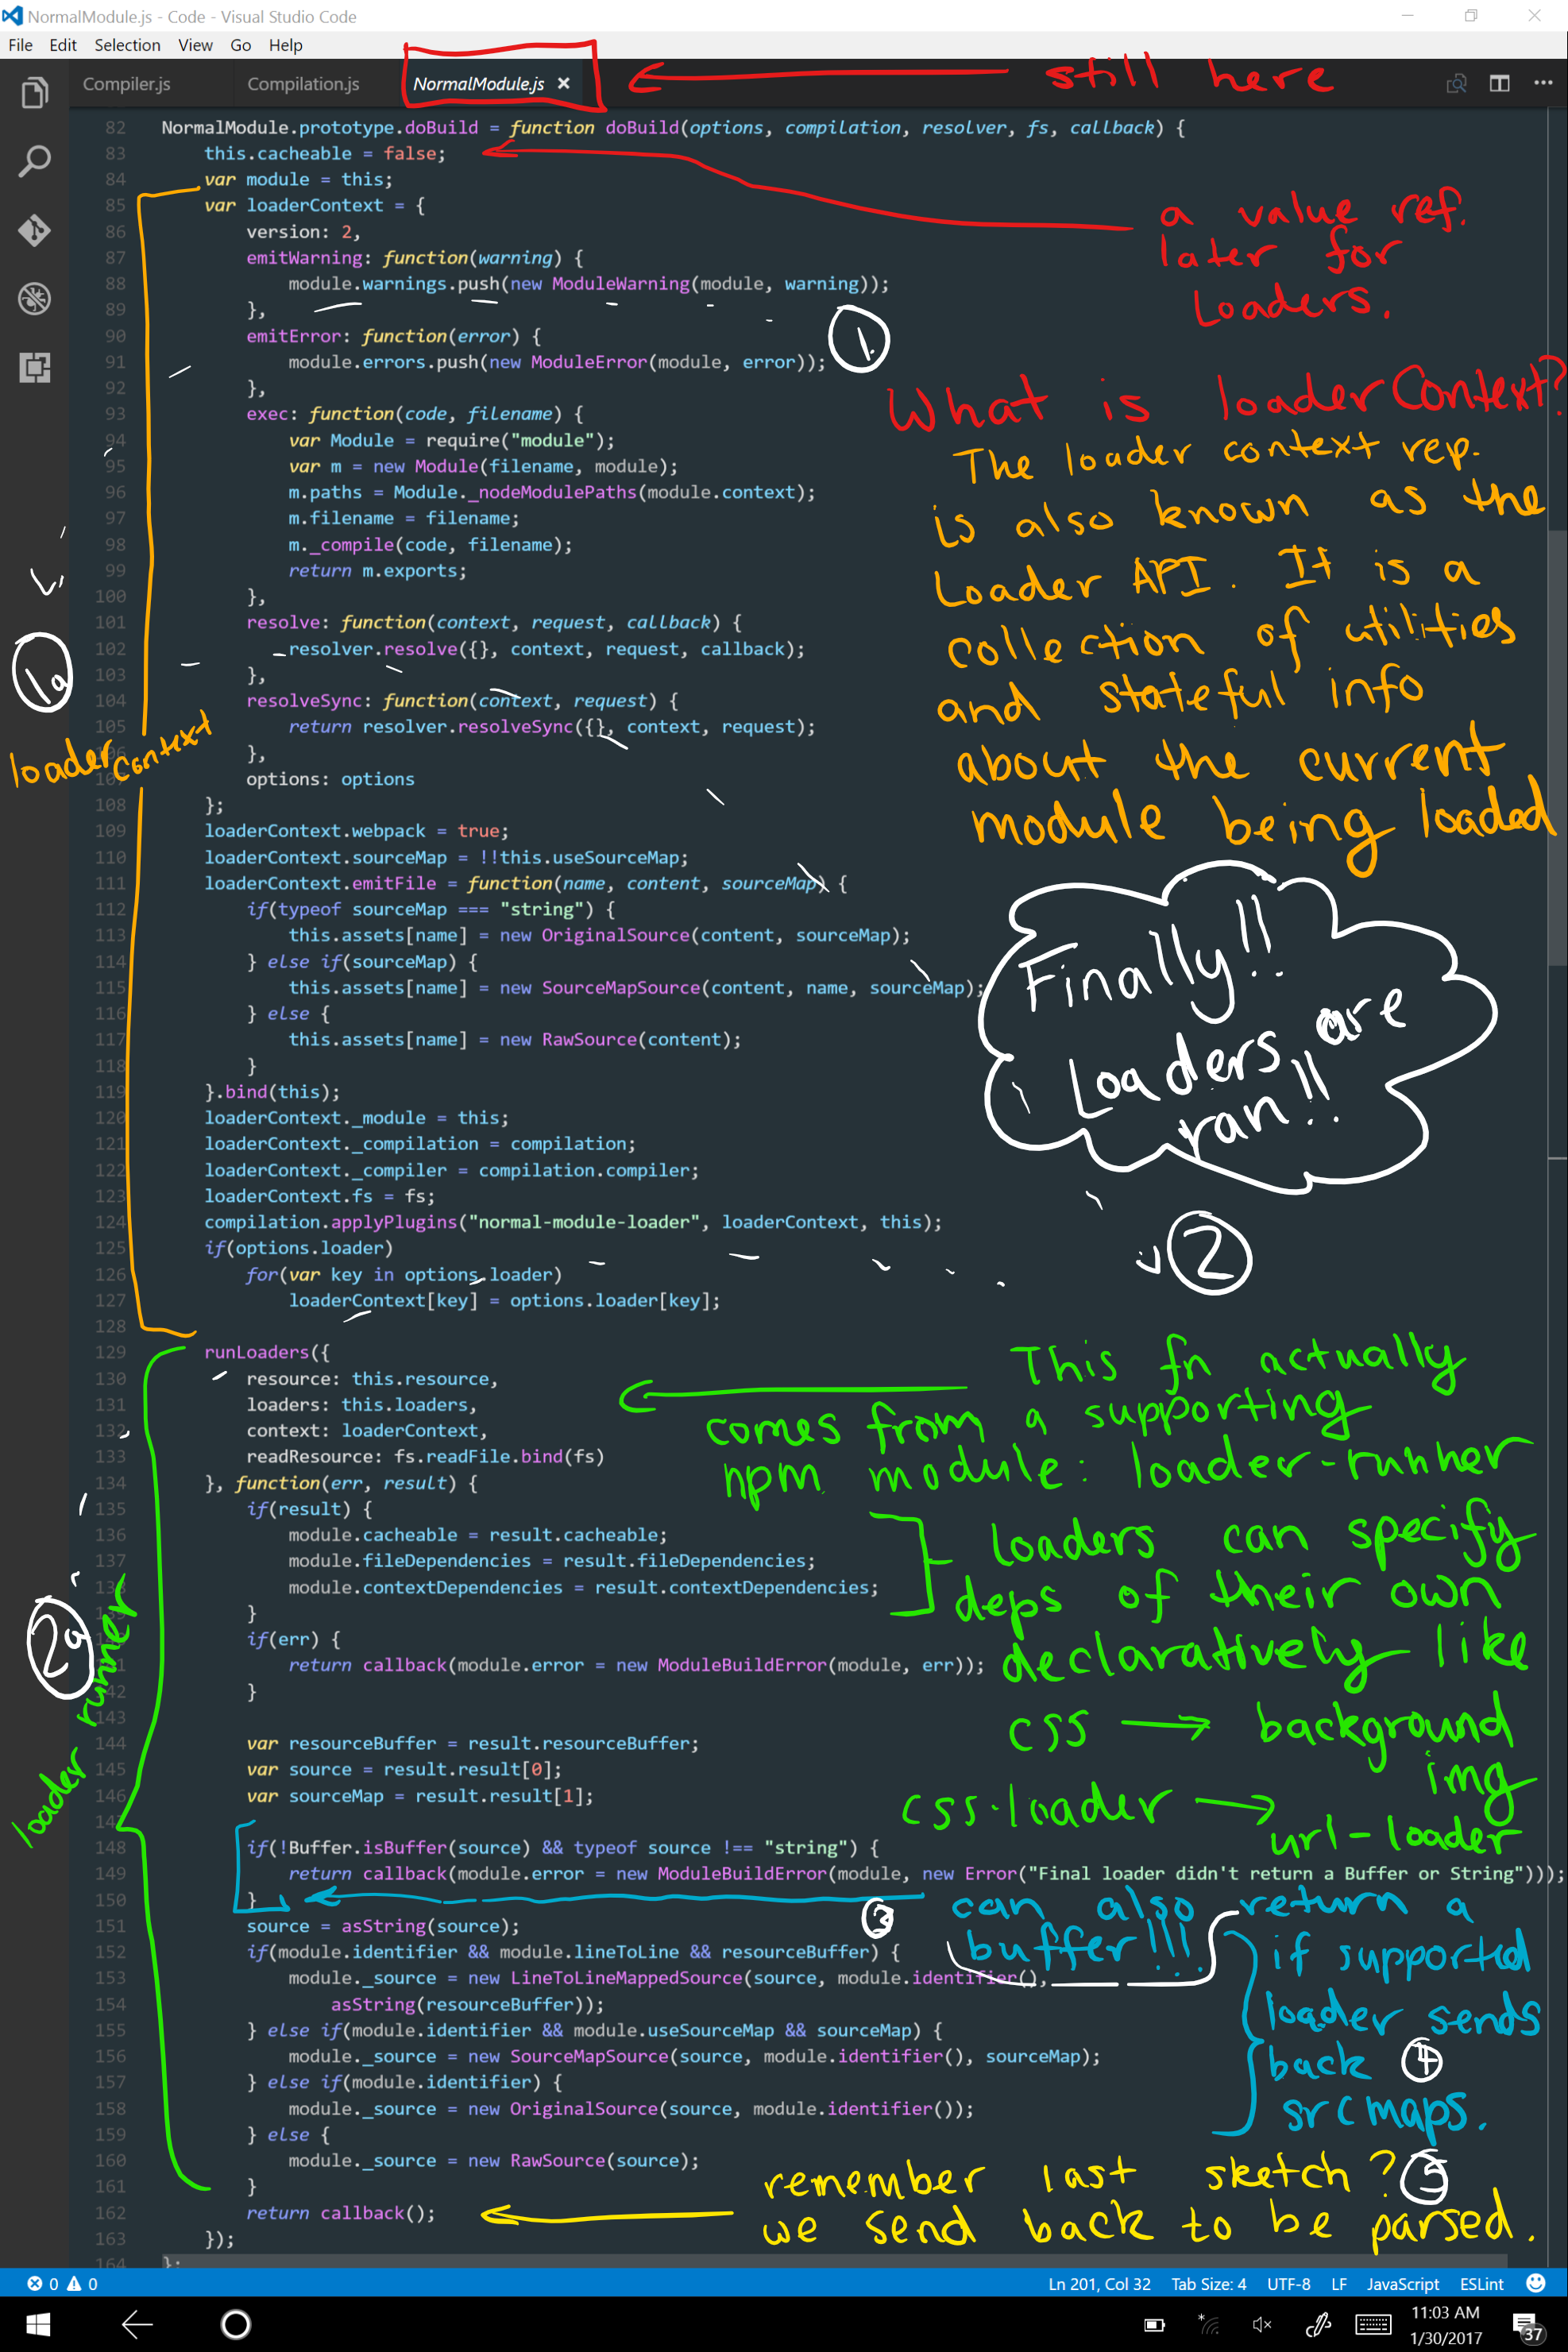 NormalModule.js - Code - Visual Studio Code
File Edit Selection View Go Help
Compiler.js Compilation.js NormalModule.js ×
still here
82 NormalModule.prototype.doBuild = function doBuild(options, compilation, resolver, fs, callback) {
83 this.cacheable = false;
84 var module = this;
85 var loaderContext = {
86 version: 2,
87 emitWarning: function(warning) {
88 module.warnings.push(new ModuleWarning(module, warning));
89 },
90 emitError: function(error) {
91 module.errors.push(new ModuleError(module, error));
92 },
93 exec: function(code, filename) {
94 var Module = require("module");
95 var m = new Module(filename, module);
96 m.paths = Module._nodeModulePaths(module.context);
97 m.filename = filename;
98 m._compile(code, filename);
99 return m.exports;
100 },
101 resolve: function(context, request, callback) {
102 resolver.resolve({}, context, request, callback);
103 },
104 resolveSync: function(context, request) {
105 return resolver.resolveSync({}, context, request);
106 },
107 options: options
108 };
109 loaderContext.webpack = true;
110 loaderContext.sourceMap = !!this.useSourceMap;
111 loaderContext.emitFile = function(name, content, sourceMap) {
112 if(typeof sourceMap === "string") {
113 this.assets[name] = new OriginalSource(content, sourceMap);
114 } else if(sourceMap) {
115 this.assets[name] = new SourceMapSource(content, name, sourceMap);
116 } else {
117 this.assets[name] = new RawSource(content);
118 }
119 }.bind(this);
120 loaderContext._module = this;
121 loaderContext._compilation = compilation;
122 loaderContext._compiler = compilation.compiler;
123 loaderContext.fs = fs;
124 compilation.applyPlugins("normal-module-loader", loaderContext, this);
125 if(options.loader)
126 for(var key in options.loader)
127 loaderContext[key] = options.loader[key];
128
129 runLoaders({
130 resource: this.resource,
131 loaders: this.loaders,
132 context: loaderContext,
133 readResource: fs.readFile.bind(fs)
134 }, function(err, result) {
135 if(result) {
136 module.cacheable = result.cacheable;
137 module.fileDependencies = result.fileDependencies;
138 module.contextDependencies = result.contextDependencies;
139 }
140 if(err) {
141 return callback(module.error = new ModuleBuildError(module, err));
142 }
143
144 var resourceBuffer = result.resourceBuffer;
145 var source = result.result[0];
146 var sourceMap = result.result[1];
147
148 if(!Buffer.isBuffer(source) && typeof source !== "string") {
149 return callback(module.error = new ModuleBuildError(module, new Error("Final loader didn't return a Buffer or String")));
150 }
151 source = asString(source);
152 if(module.identifier && module.lineToLine && resourceBuffer) {
153 module._source = new LineToLineMappedSource(source, module.identifier(),
154 asString(resourceBuffer));
155 } else if(module.identifier && module.useSourceMap && sourceMap) {
156 module._source = new SourceMapSource(source, module.identifier(), sourceMap);
157 } else if(module.identifier) {
158 module._source = new OriginalSource(source, module.identifier());
159 } else {
160 module._source = new RawSource(source);
161 }
162 return callback();
163 });
164 };
a value ref.
later for
Loaders.
1.
What is loaderContext?
The loader context rep.
is also known as the
Loader API. It is a
collection of utilities
and stateful info
about the current
module being loaded
1a
loaderContext
Finally!!
Loaders are
ran!!
2
This fn actually
comes from a supporting
npm module: loader-runner
loaders can specify
deps of their own
declaratively like
css → background
img
css-loader → url-loader
2a
loader runner
3
can also return a
buffer!!!
if supported
loader sends
back 4
srcmaps.
remember last sketch? 5
we send back to be parsed.
0 0 Ln 201, Col 32 Tab Size: 4 UTF-8 LF JavaScript ESLint
11:03 AM
1/30/2017
37